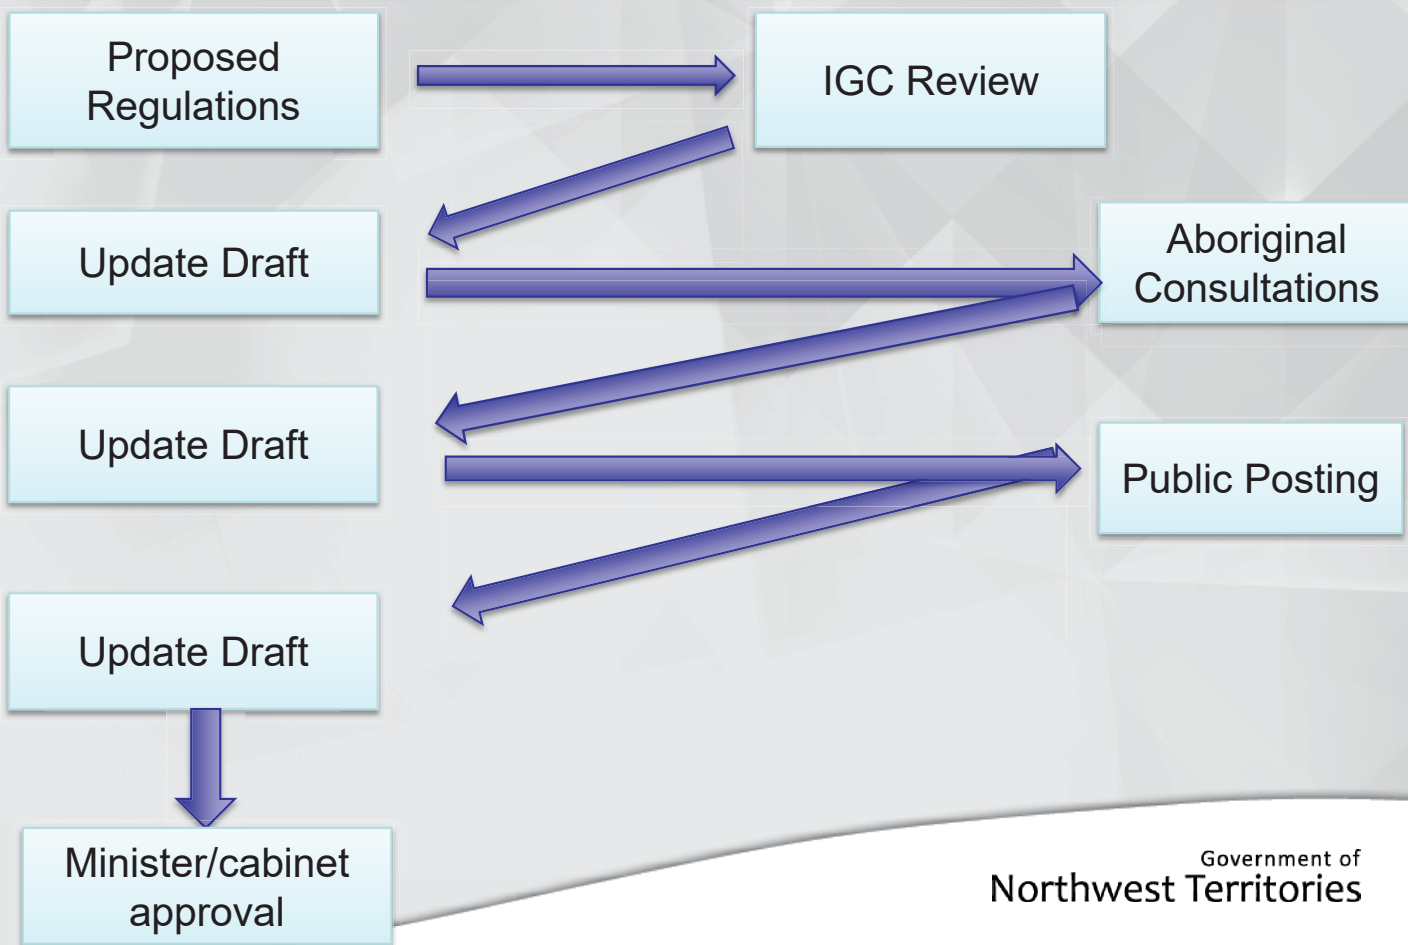 Proposed
Regulations
IGC Review
Update Draft
Aboriginal
Consultations
Update Draft
Public Posting
Update Draft
Minister/cabinet
approval
Government of
Northwest Territories